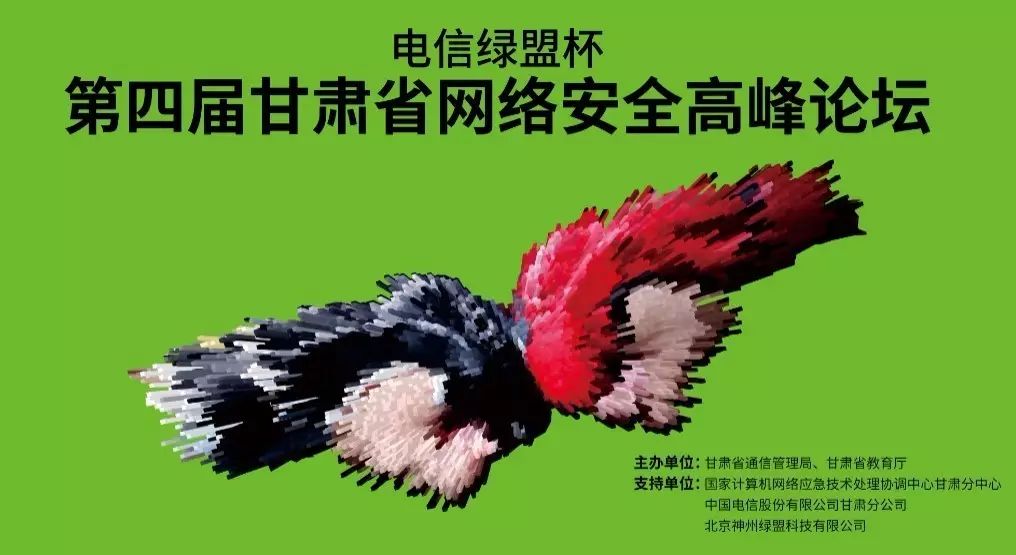 电信绿盟杯
第四届甘肃省网络安全高峰论坛
主办单位：甘肃省通信管理局、甘肃省教育厅
支持单位：国家计算机网络应急技术处理协调中心甘肃分中心
中国电信股份有限公司甘肃分公司
北京神州绿盟科技有限公司